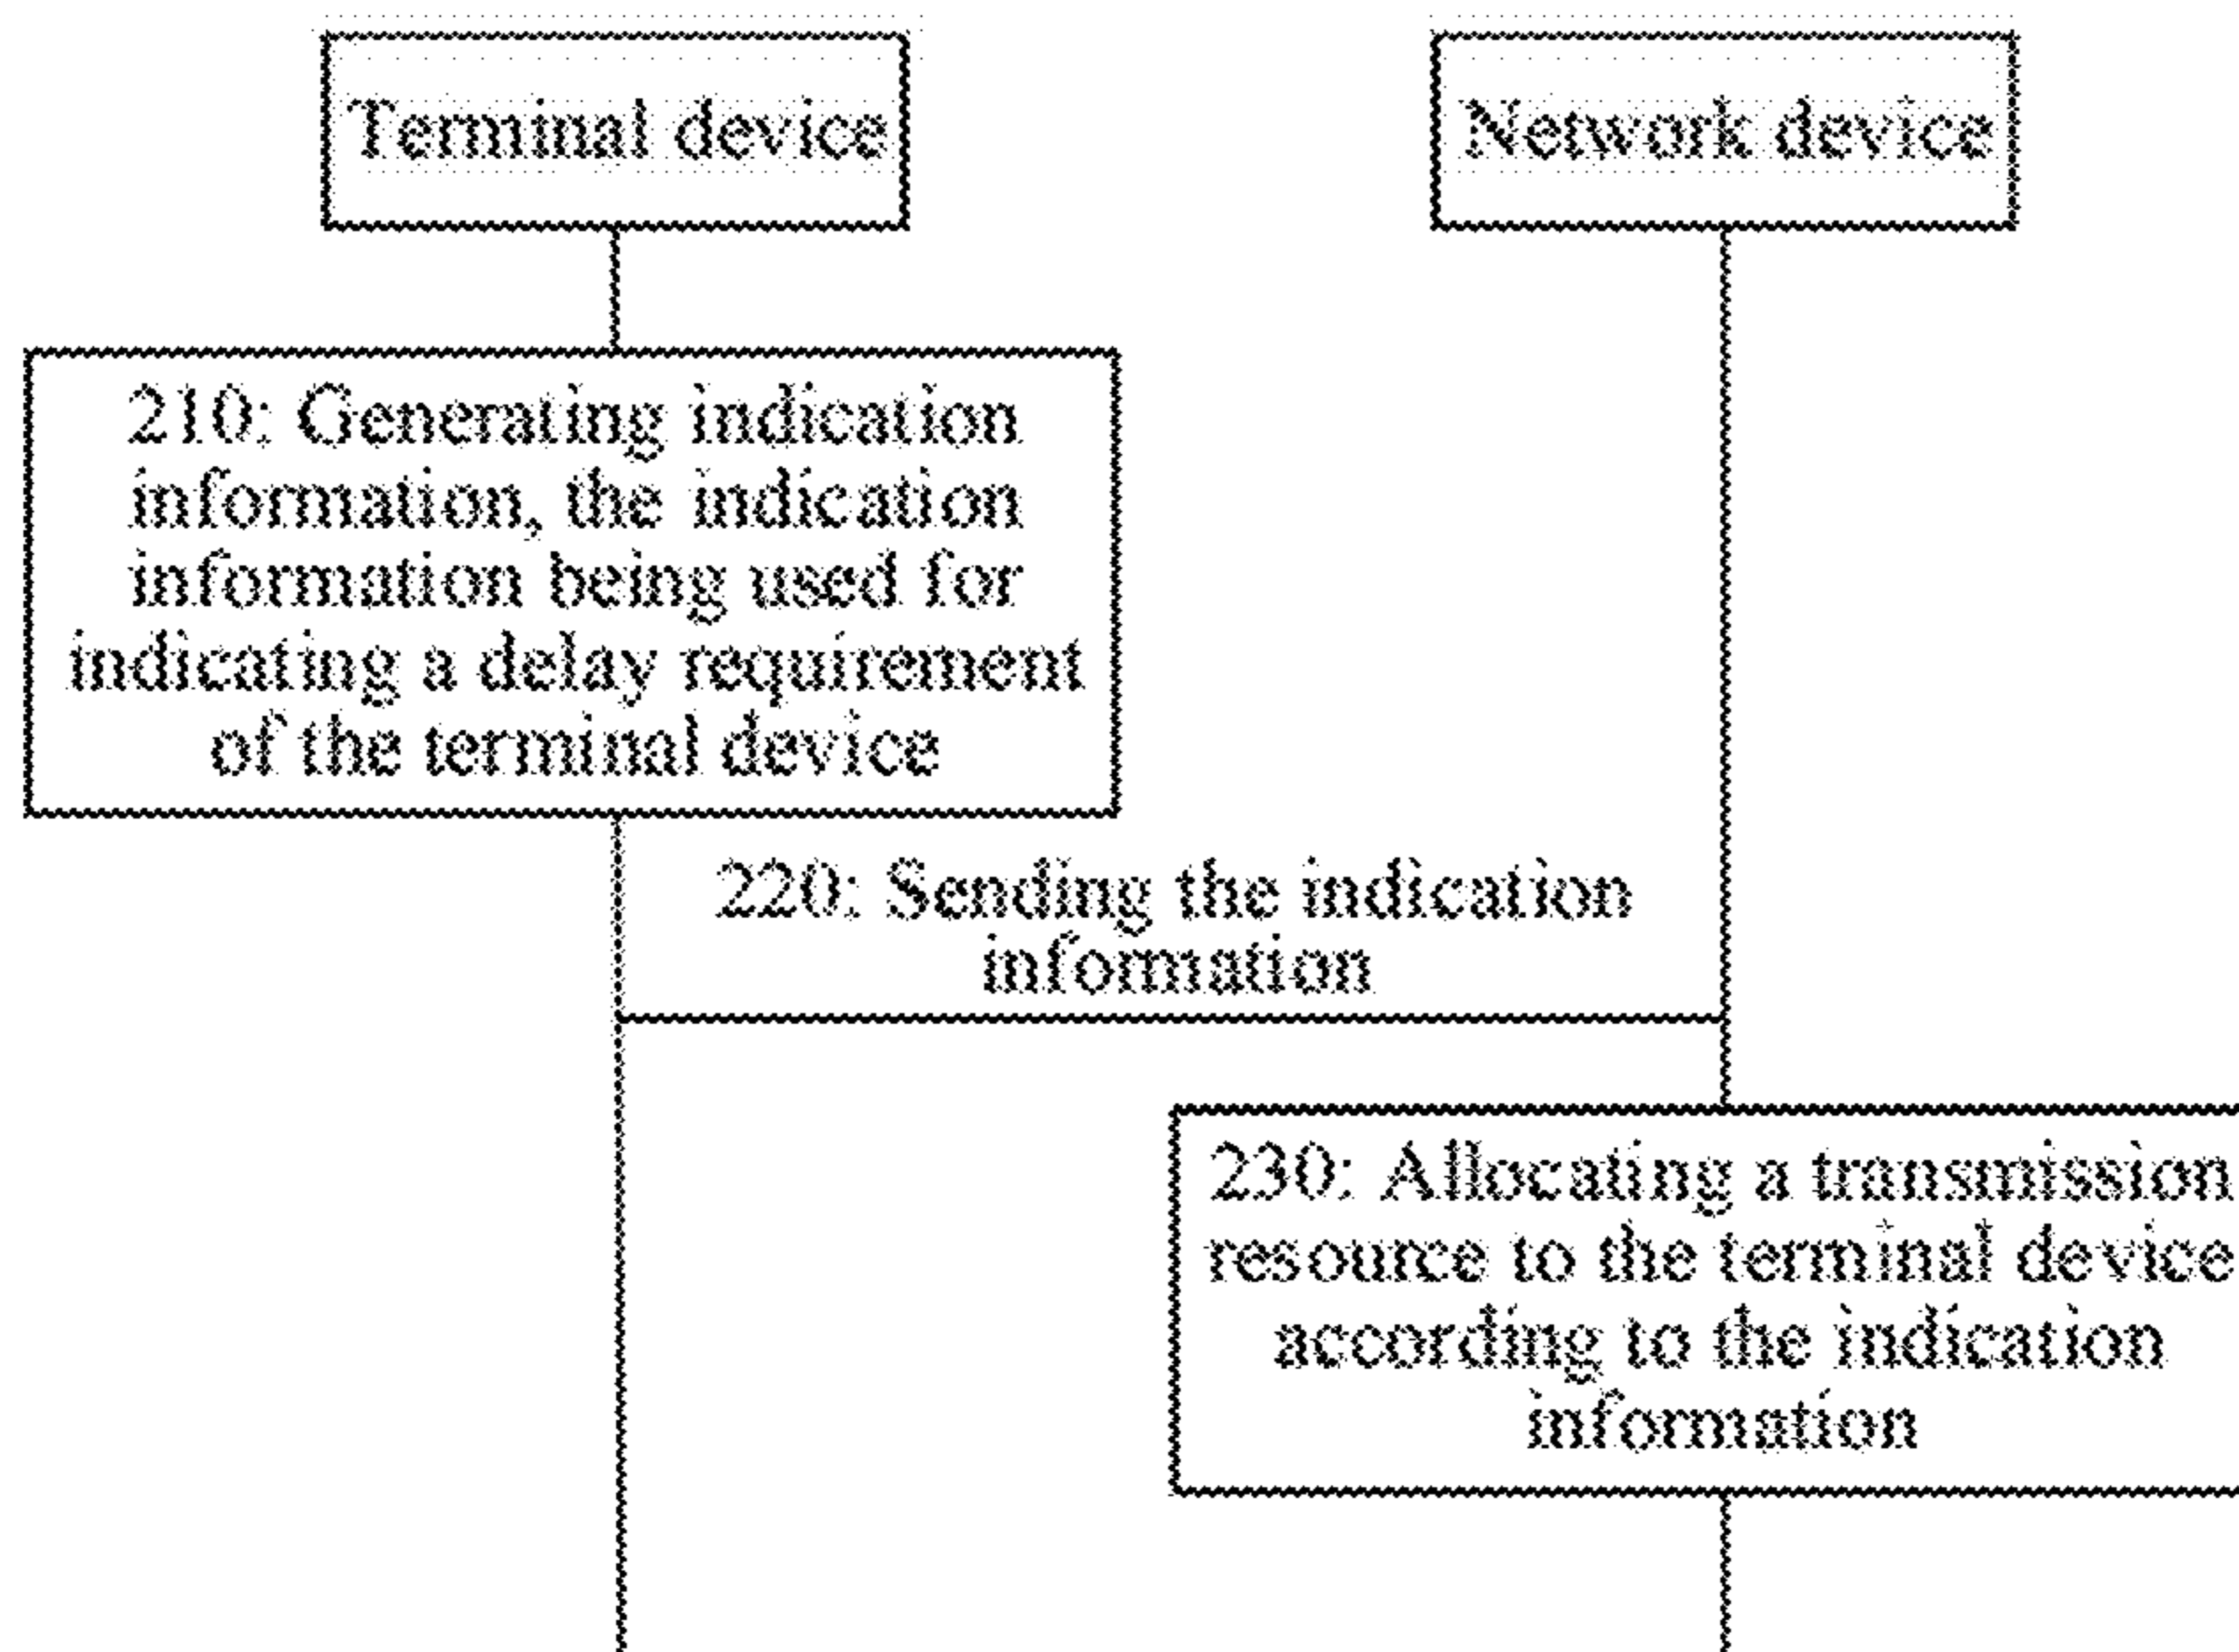 Terminal device
Network device
210: Generating indication
information, the indication
information being used for
indicating a delay requirement
of the terminal device
220: Sending the indication
information
230: Allocating a transmission
resource to the terminal device
according to the indication
information